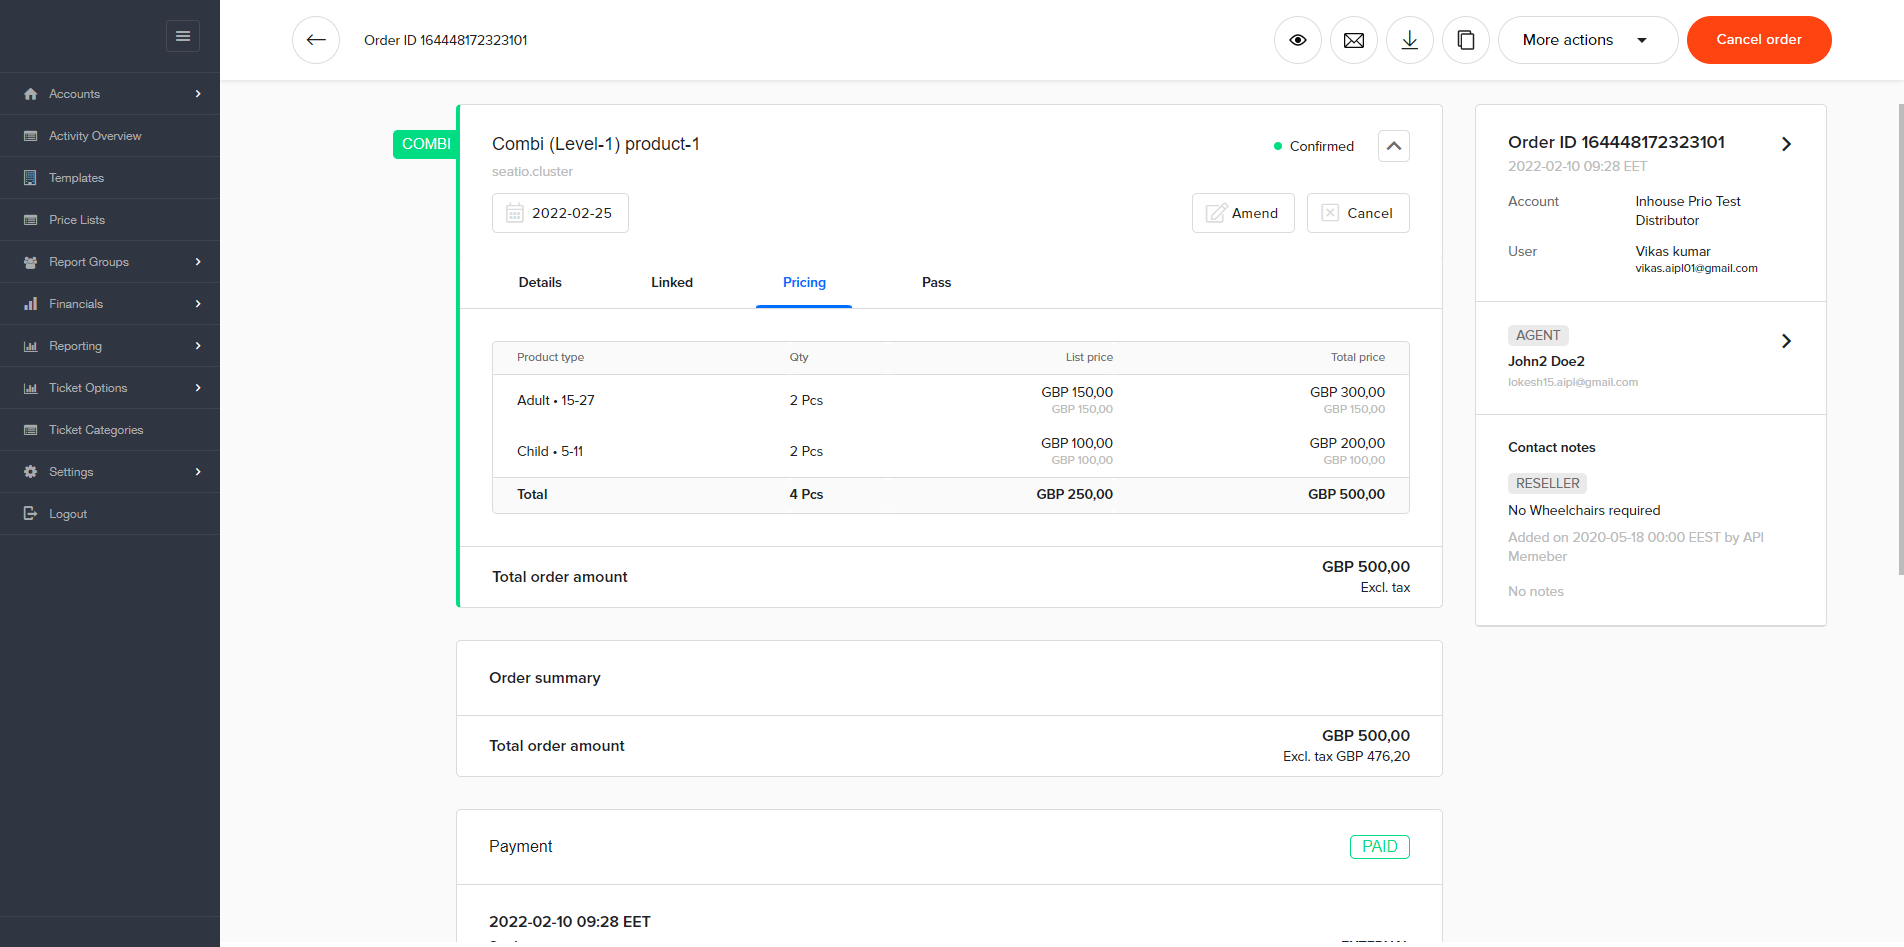 Order ID 164448172323101
More actions
Cancel order
Accounts
Activity Overview
Templates
Price Lists
Report Groups
Financials
Reporting
Ticket Options
Ticket Categories
Settings
Logout
COMBI
Combi (Level-1) product-1
Confirmed
seatio.cluster
2022-02-25
Amend
Cancel
Details Linked Pricing Pass
Product type Qty List price Total price
Adult • 15-27 2 Pcs GBP 150,00 GBP 300,00
GBP 150,00 GBP 150,00
Child • 5-11 2 Pcs GBP 100,00 GBP 200,00
GBP 100,00 GBP 100,00
Total 4 Pcs GBP 250,00 GBP 500,00
Total order amount GBP 500,00
Excl. tax
Order summary
Total order amount GBP 500,00
Excl. tax GBP 476,20
Payment PAID
2022-02-10 09:28 EET
Order ID 164448172323101
2022-02-10 09:28 EET
Account Inhouse Prio Test
Distributor
User Vikas kumar
vikas.aipl01@gmail.com
AGENT
John2 Doe2
lokesh15.aipl@gmail.com
Contact notes
RESELLER
No Wheelchairs required
Added on 2020-05-18 00:00 EEST by API
Memeber
No notes